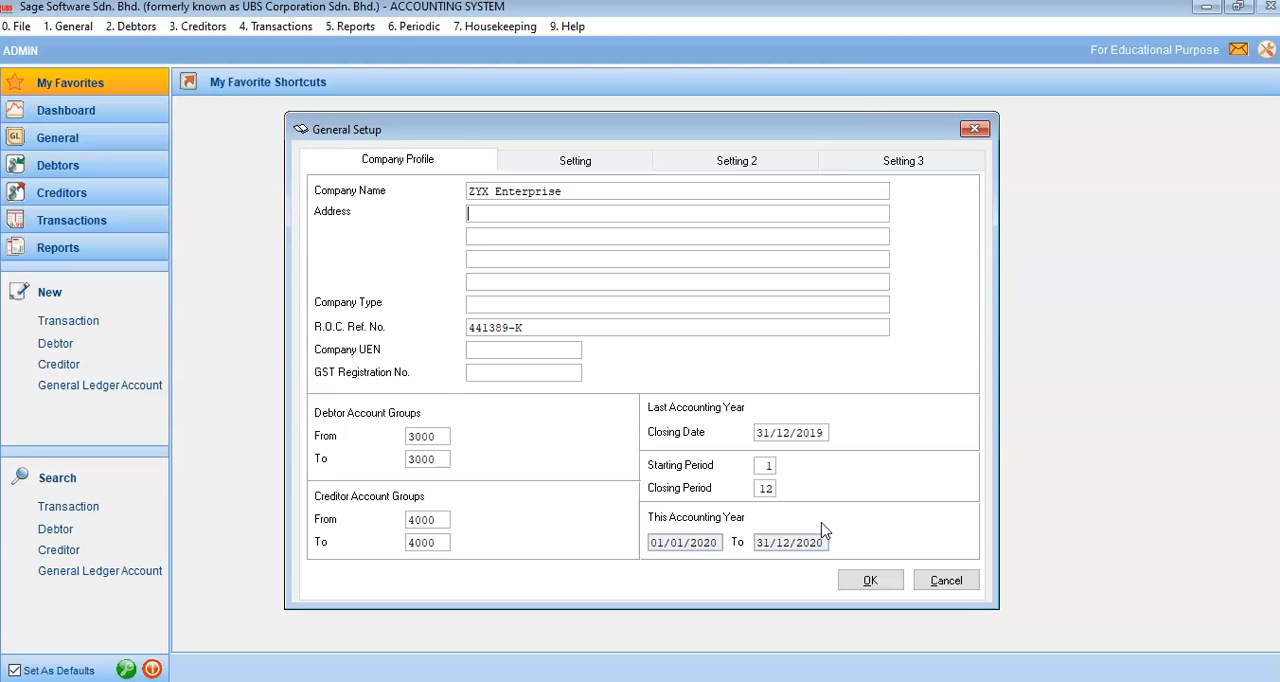 UBS Sage Software Sdn. Bhd. (formerly known as UBS Corporation Sdn. Bhd.) - ACCOUNTING SYSTEM
0. File 1. General 2. Debtors 3. Creditors 4. Transactions 5. Reports 6. Periodic 7. Housekeeping 9. Help
ADMIN
For Educational Purpose
My Favorites
My Favorite Shortcuts
Dashboard
GL General
Debtors
Creditors
Transactions
Reports
New
Transaction
Debtor
Creditor
General Ledger Account
Search
Transaction
Debtor
Creditor
General Ledger Account
Set As Defaults
General Setup
Company Profile Setting Setting 2 Setting 3
Company Name ZYX Enterprise
Address
Company Type
R.O.C. Ref. No. 441389-K
Company UEN
GST Registration No.
Debtor Account Groups
From 3000
To 3000
Creditor Account Groups
From 4000
To 4000
Last Accounting Year
Closing Date 31/12/2019
Starting Period 1
Closing Period 12
This Accounting Year
01/01/2020 To 31/12/2020
OK Cancel